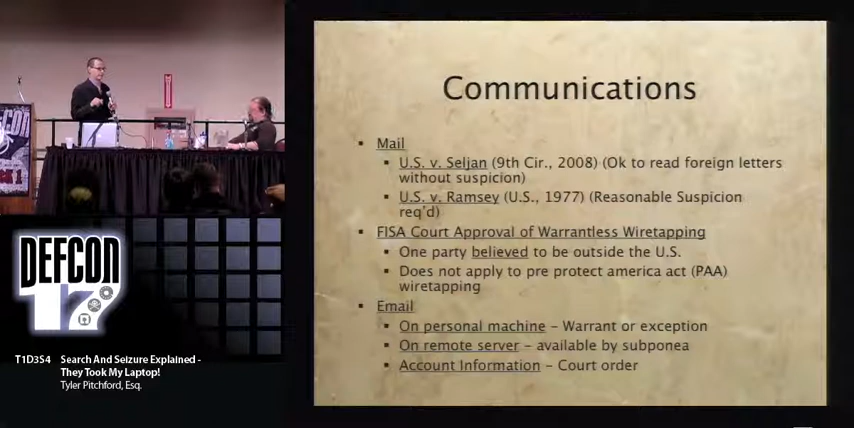 Communications
Mail
U.S. v. Seljan (9th Cir., 2008) (Ok to read foreign letters
without suspicion)
U.S. v. Ramsey (U.S., 1977) (Reasonable Suspicion
req'd)
FISA Court Approval of Warrantless Wiretapping
One party believed to be outside the U.S.
Does not apply to pre protect america act (PAA)
wiretapping
Email
On personal machine – Warrant or exception
On remote server – available by subponea
Account Information – Court order
DEFCON
17
T1D3S4 Search And Seizure Explained -
They Took My Laptop!
Tyler Pitchford, Esq.